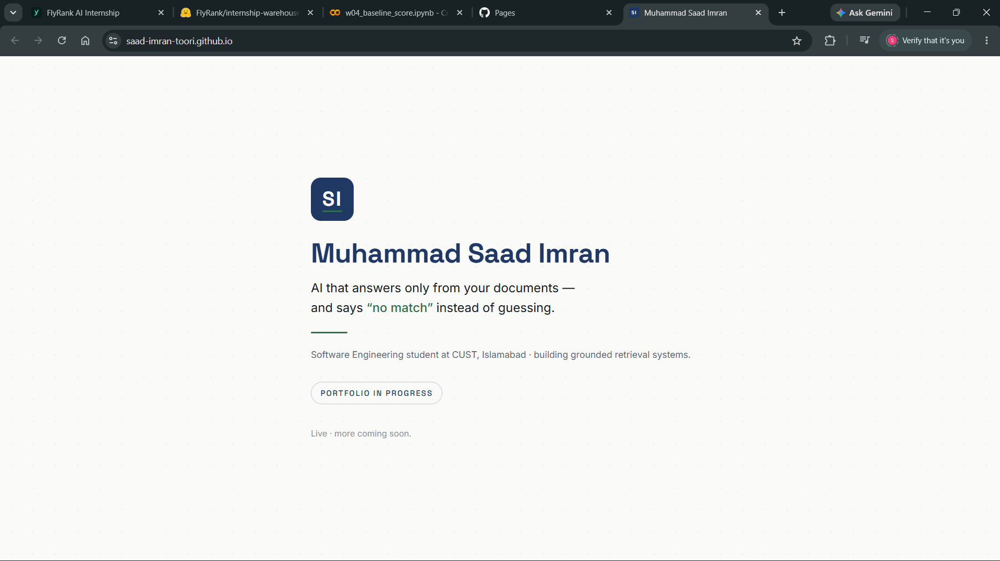 FlyRank AI Internship
FlyRank/internship-warehouse
w04_baseline_score.ipynb - Co
Pages
SI
Muhammad Saad Imran
Ask Gemini
saad-imran-toori.github.io
S
Verify that it's you
SI
Muhammad Saad Imran
AI that answers only from your documents —
and says “no match” instead of guessing.
Software Engineering student at CUST, Islamabad · building grounded retrieval systems.
PORTFOLIO IN PROGRESS
Live · more coming soon.